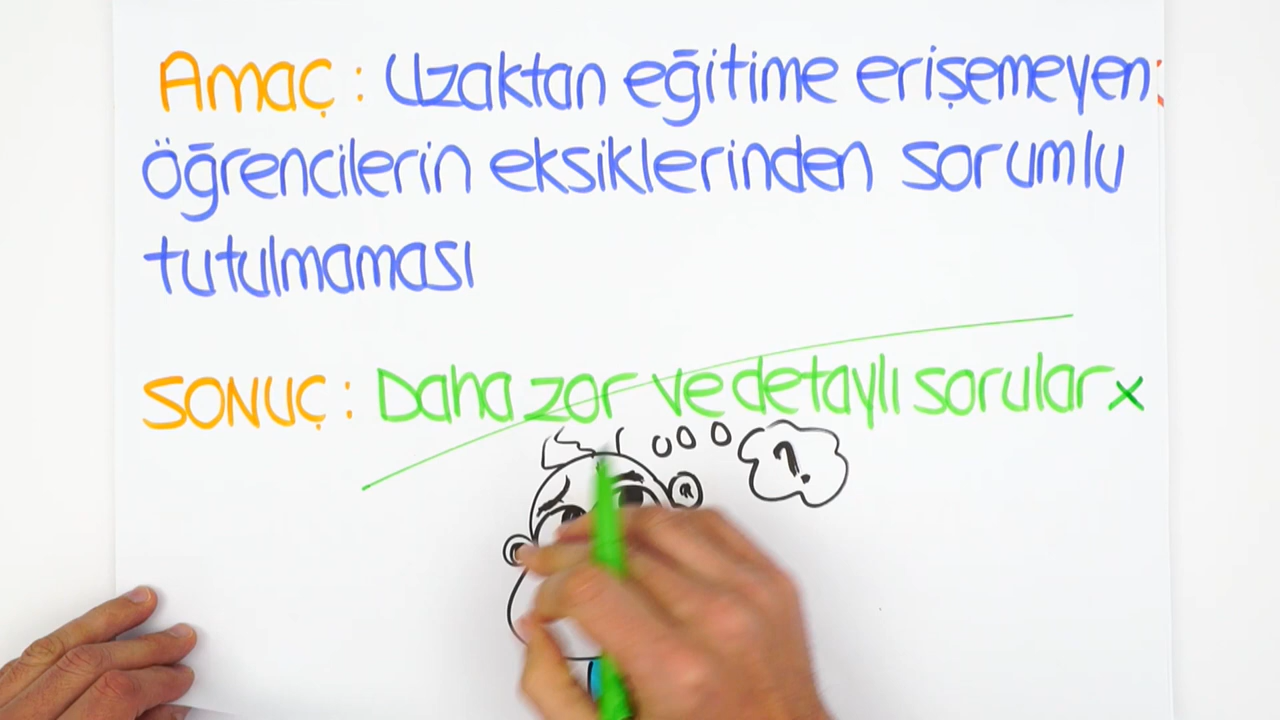 Amaç : Uzaktan eğitime erişemeyen
öğrencilerin eksiklerinden sorumlu
tutulmaması
SONUÇ : Daha zor ve detaylı sorular x
?